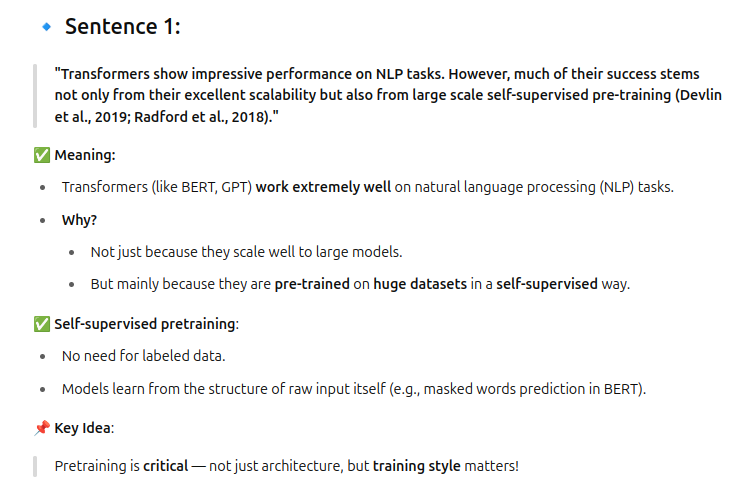 🔹 Sentence 1:
"Transformers show impressive performance on NLP tasks. However, much of their success stems
not only from their excellent scalability but also from large scale self-supervised pre-training (Devlin
et al., 2019; Radford et al., 2018)."
✅ Meaning:
• Transformers (like BERT, GPT) work extremely well on natural language processing (NLP) tasks.
• Why?
• Not just because they scale well to large models.
• But mainly because they are pre-trained on huge datasets in a self-supervised way.
✅ Self-supervised pretraining:
• No need for labeled data.
• Models learn from the structure of raw input itself (e.g., masked words prediction in BERT).
📌 Key Idea:
Pretraining is critical — not just architecture, but training style matters!